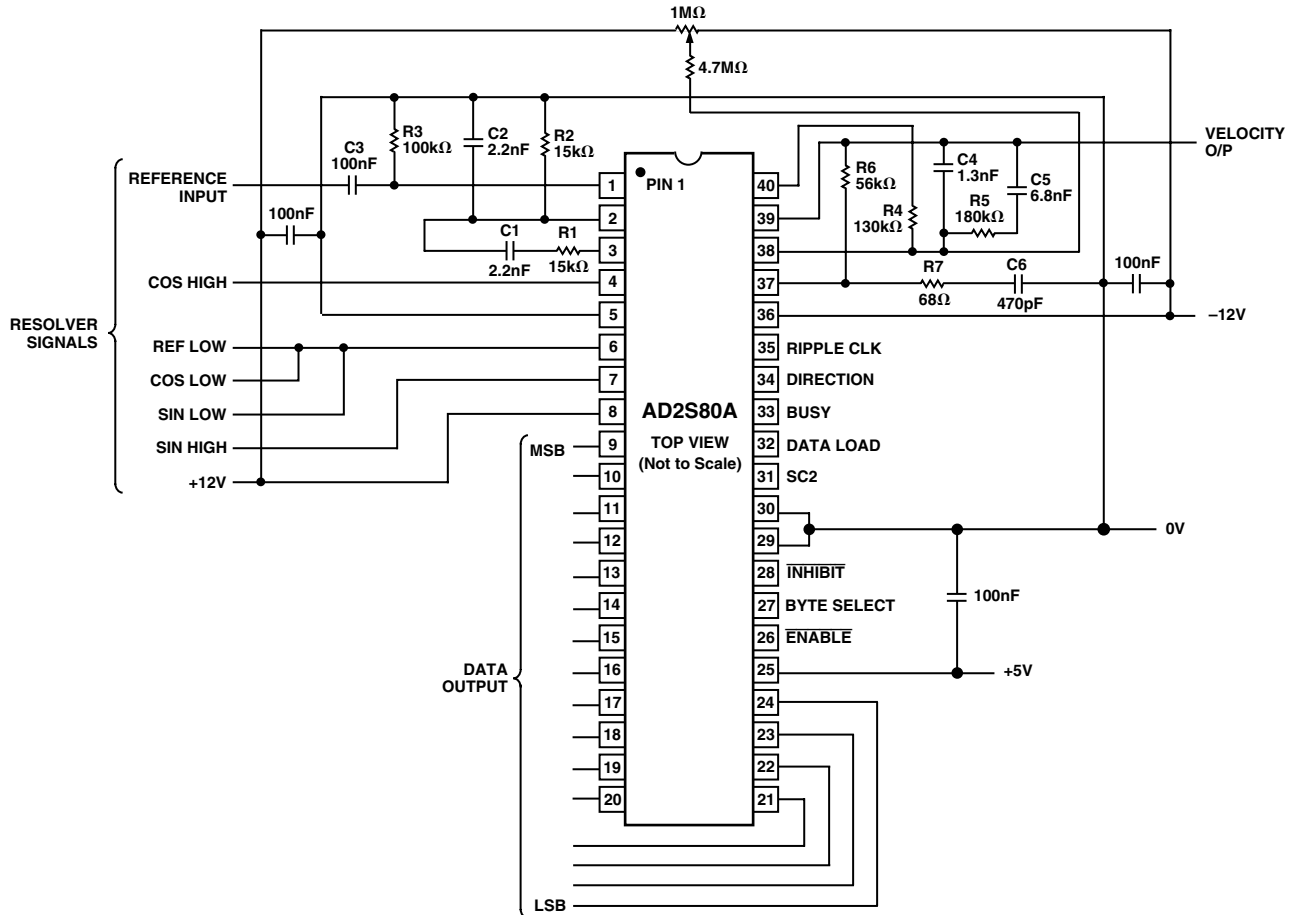 1MΩ
4.7MΩ
R3
100kΩ
C2
2.2nF
R2
15kΩ
C3
100nF
REFERENCE
INPUT
100nF
C1
2.2nF
R1
15kΩ
COS HIGH
RESOLVER
SIGNALS
REF LOW
COS LOW
SIN LOW
SIN HIGH
+12V
MSB
DATA
OUTPUT
LSB
PIN 1
AD2S80A
TOP VIEW
(Not to Scale)
1
2
3
4
5
6
7
8
9
10
11
12
13
14
15
16
17
18
19
20
40
39
38
37
36
35 RIPPLE CLK
34 DIRECTION
33 BUSY
32 DATA LOAD
31 SC2
30
29
28 INHIBIT
27 BYTE SELECT
26 ENABLE
25
24
23
22
21
VELOCITY
O/P
R6
56kΩ
R4
130kΩ
C4
1.3nF
C5
6.8nF
R5
180kΩ
R7
68Ω
C6
470pF
100nF
–12V
0V
100nF
+5V